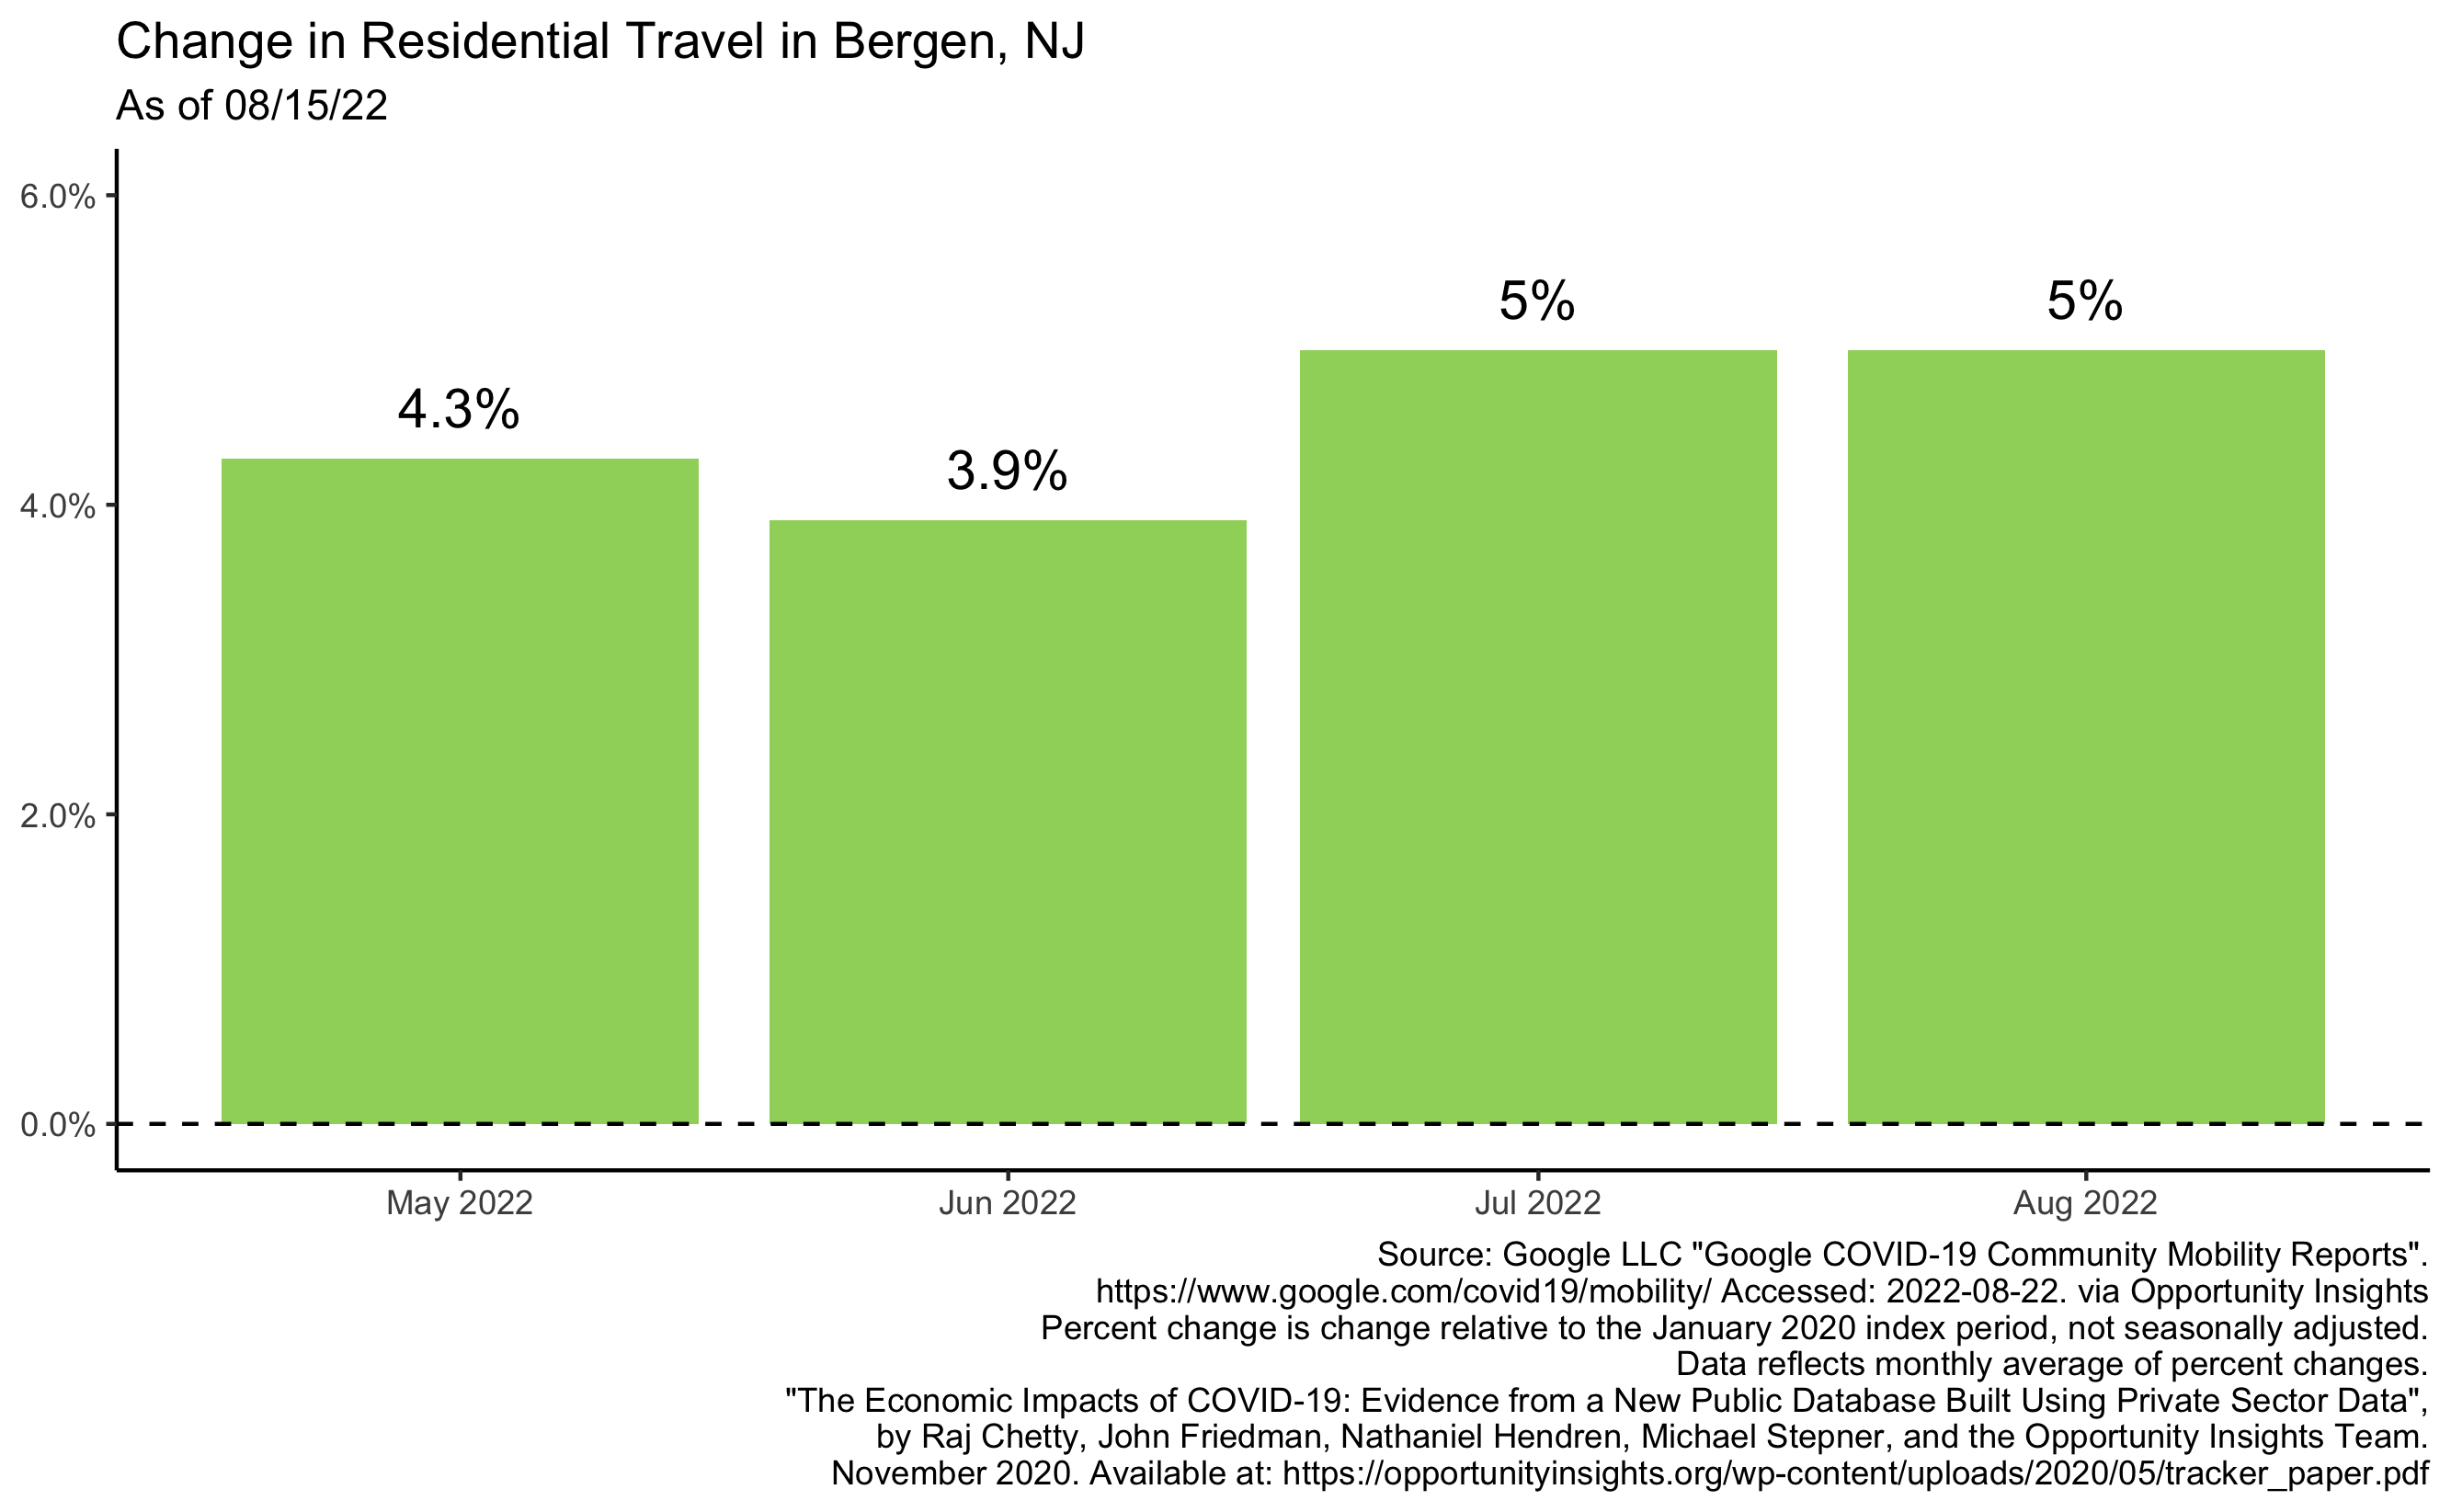 Change in Residential Travel in Bergen, NJ
As of 08/15/22
6.0%
4.0%
2.0%
0.0%
4.3%
3.9%
5%
5%
May 2022
Jun 2022
Jul 2022
Aug 2022
Source: Google LLC "Google COVID-19 Community Mobility Reports".
https://www.google.com/covid19/mobility/ Accessed: 2022-08-22. via Opportunity Insights
Percent change is change relative to the January 2020 index period, not seasonally adjusted.
Data reflects monthly average of percent changes.
"The Economic Impacts of COVID-19: Evidence from a New Public Database Built Using Private Sector Data",
by Raj Chetty, John Friedman, Nathaniel Hendren, Michael Stepner, and the Opportunity Insights Team.
November 2020. Available at: https://opportunityinsights.org/wp-content/uploads/2020/05/tracker_paper.pdf